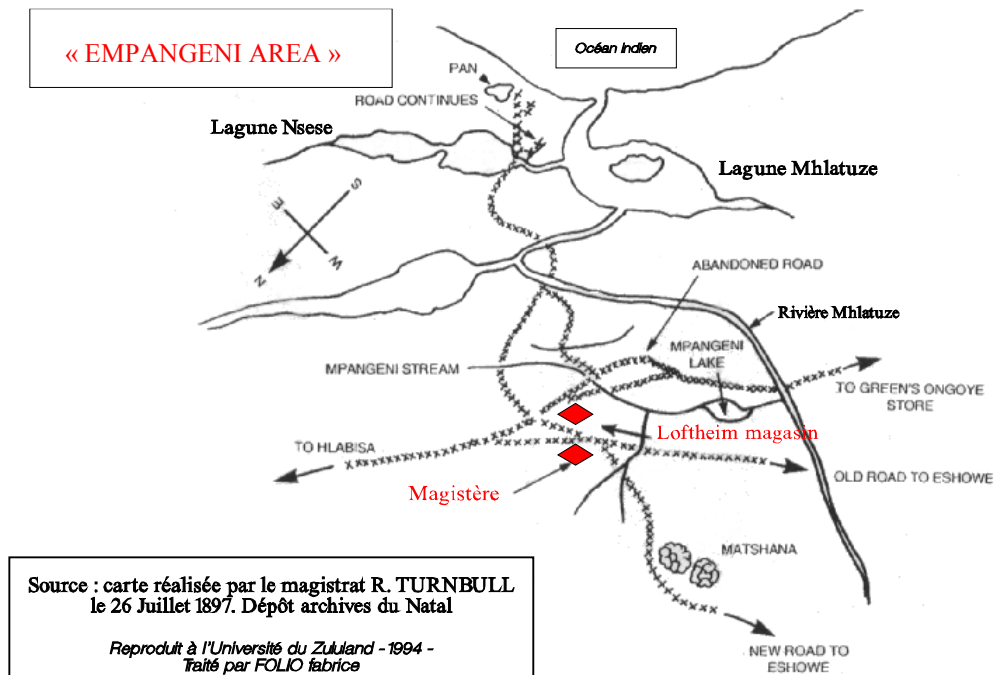 « EMPANGENI AREA »
Océan Indien
PAN
ROAD CONTINUES
Lagune Nsese
Lagune Mhlatuze
S
E
W
N
ABANDONED ROAD
Rivière Mhlatuze
MPANGENI STREAM
MPANGENI
LAKE
TO GREEN'S ONGOYE
STORE
Loftheim magasin
TO HLABISA
OLD ROAD TO ESHOWE
Magistère
MATSHANA
NEW ROAD TO
ESHOWE
Source : carte réalisée par le magistrat R. TURNBULL
le 26 Juillet 1897. Dépôt archives du Natal
Reproduit à l'Université du Zululand - 1994 -
Traité par FOLIO fabrice